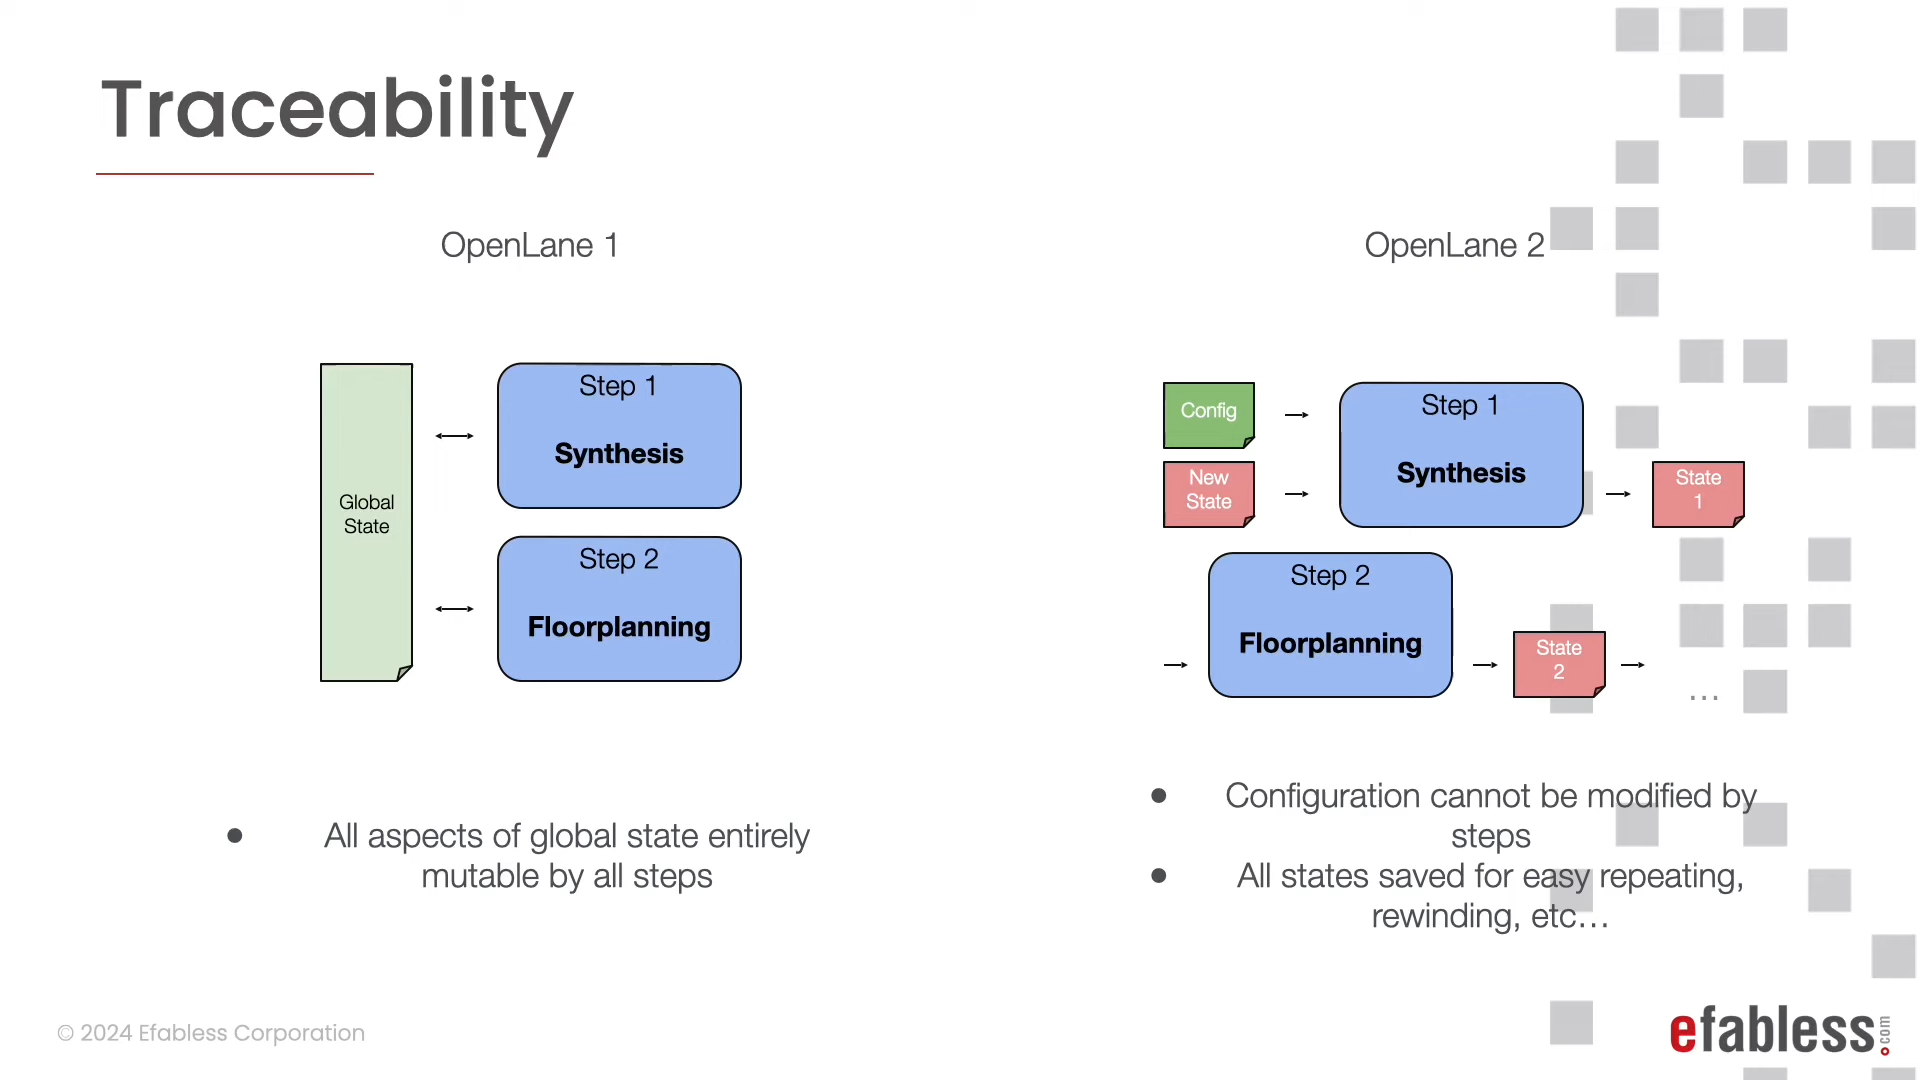 Traceability
OpenLane 1
Global
State
Step 1
Synthesis
Step 2
Floorplanning
● All aspects of global state entirely
mutable by all steps
OpenLane 2
Config
New
State
Step 1
Synthesis
State
1
Step 2
Floorplanning
State
2
...
● Configuration cannot be modified by
steps
● All states saved for easy repeating,
rewinding, etc…
© 2024 Efabless Corporation
efabless.com